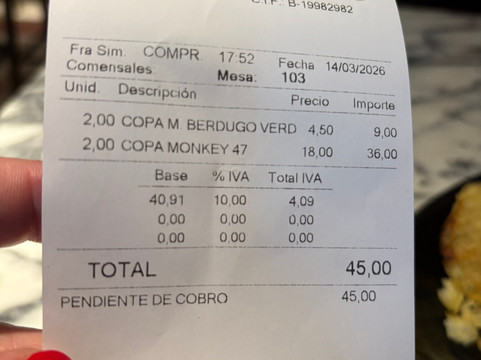 C.I.F.: B-19982982
Fra Sim. COMPR. 17:52 Fecha 14/03/2026
Comensales: Mesa: 103
Unid. Descripción Precio Importe
2,00 COPA M. BERDUGO VERD 4,50 9,00
2,00 COPA MONKEY 47 18,00 36,00
Base % IVA Total IVA
40,91 10,00 4,09
0,00 0,00 0,00
0,00 0,00 0,00
TOTAL 45,00
PENDIENTE DE COBRO 45,00